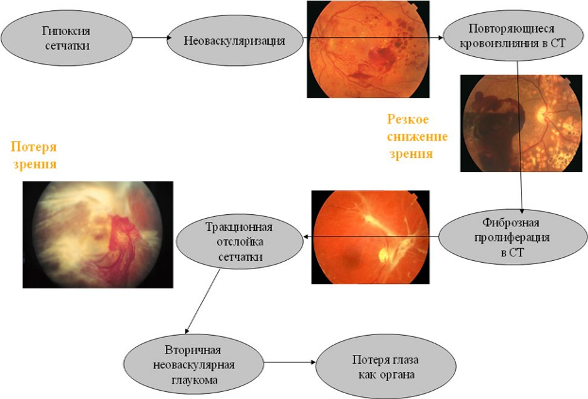 Гипоксия
сетчатки
Неоваскуляризация
Повторяющиеся
кровоизлияния в СТ
Резкое
снижение
зрения
Потеря
зрения
Фиброзная
пролиферация
в СТ
Тракционная
отслойка
сетчатки
Вторичная
неоваскулярная
глаукома
Потеря глаза
как органа